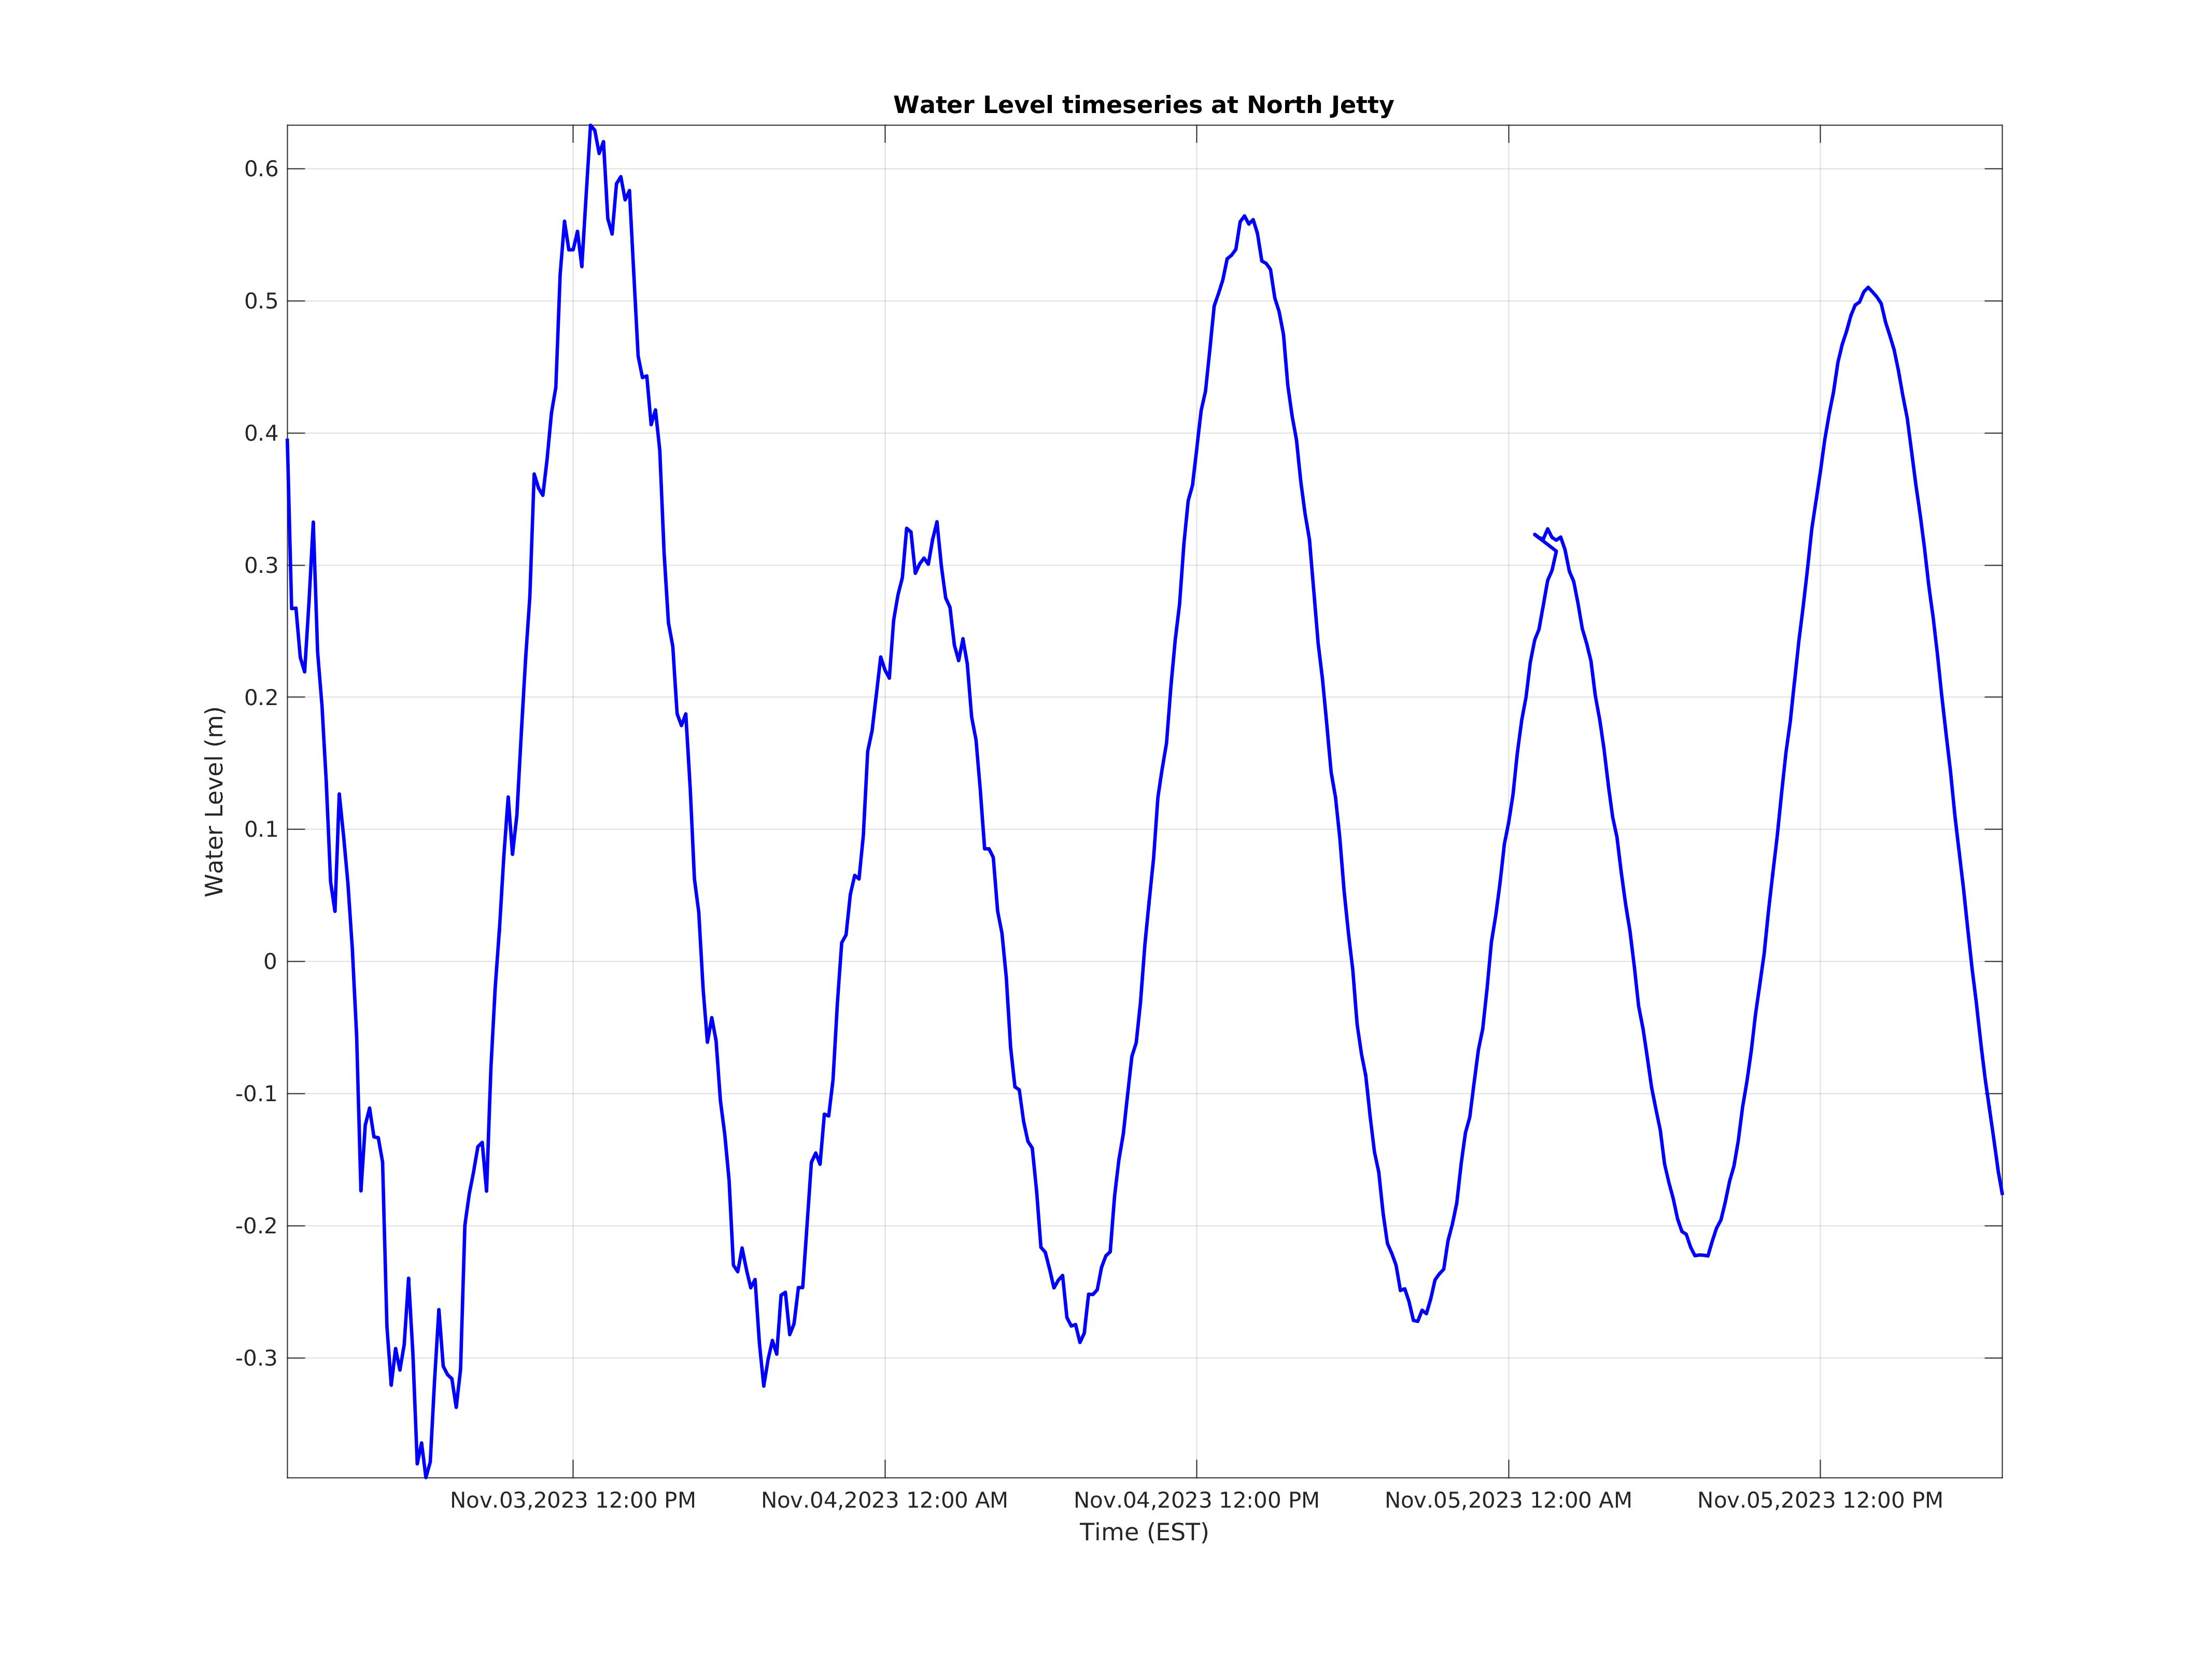 Water Level timeseries at North Jetty
0.6
0.5
0.4
0.3
0.2
0.1
0
-0.1
-0.2
-0.3
Water Level (m)
Nov.03,2023 12:00 PM Nov.04,2023 12:00 AM Nov.04,2023 12:00 PM Nov.05,2023 12:00 AM Nov.05,2023 12:00 PM
Time (EST)